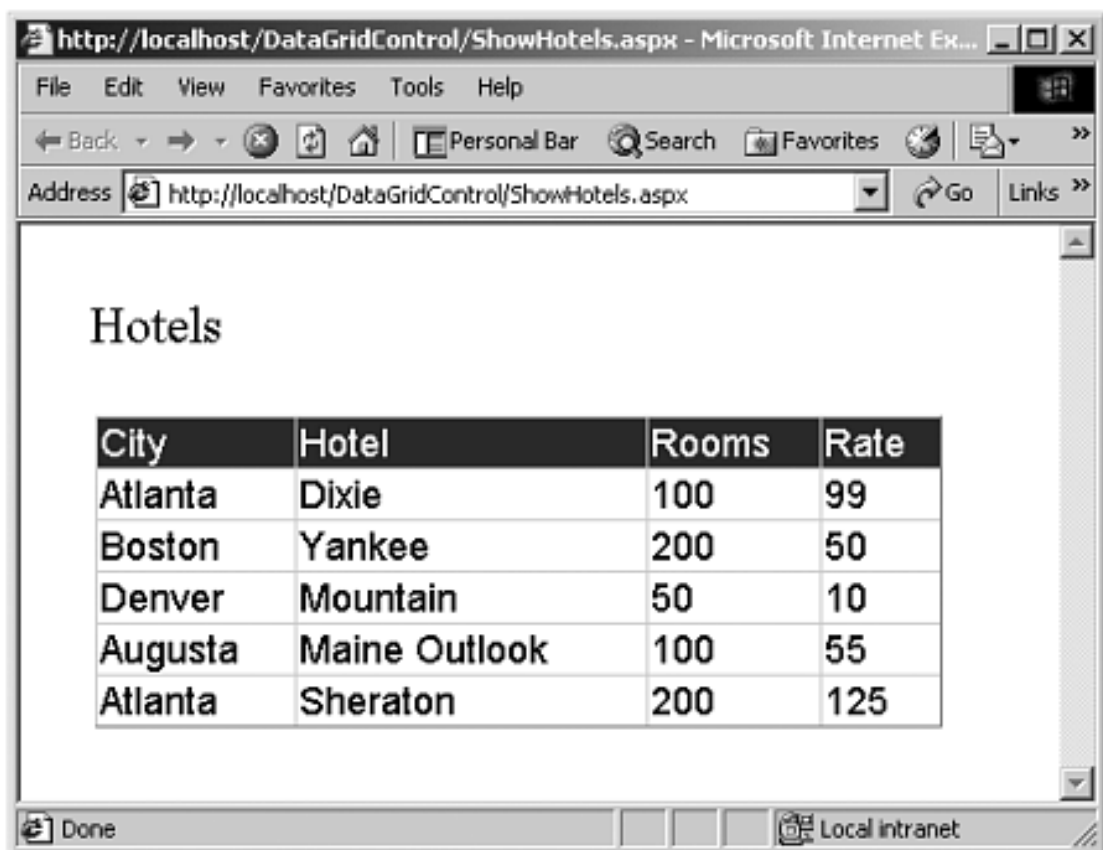 http://localhost/DataGridControl/ShowHotels.aspx - Microsoft Internet Ex...
File Edit View Favorites Tools Help
Back Personal Bar Search Favorites
Address http://localhost/DataGridControl/ShowHotels.aspx Go Links
Hotels
City Hotel Rooms Rate
Atlanta Dixie 100 99
Boston Yankee 200 50
Denver Mountain 50 10
Augusta Maine Outlook 100 55
Atlanta Sheraton 200 125
Done Local intranet